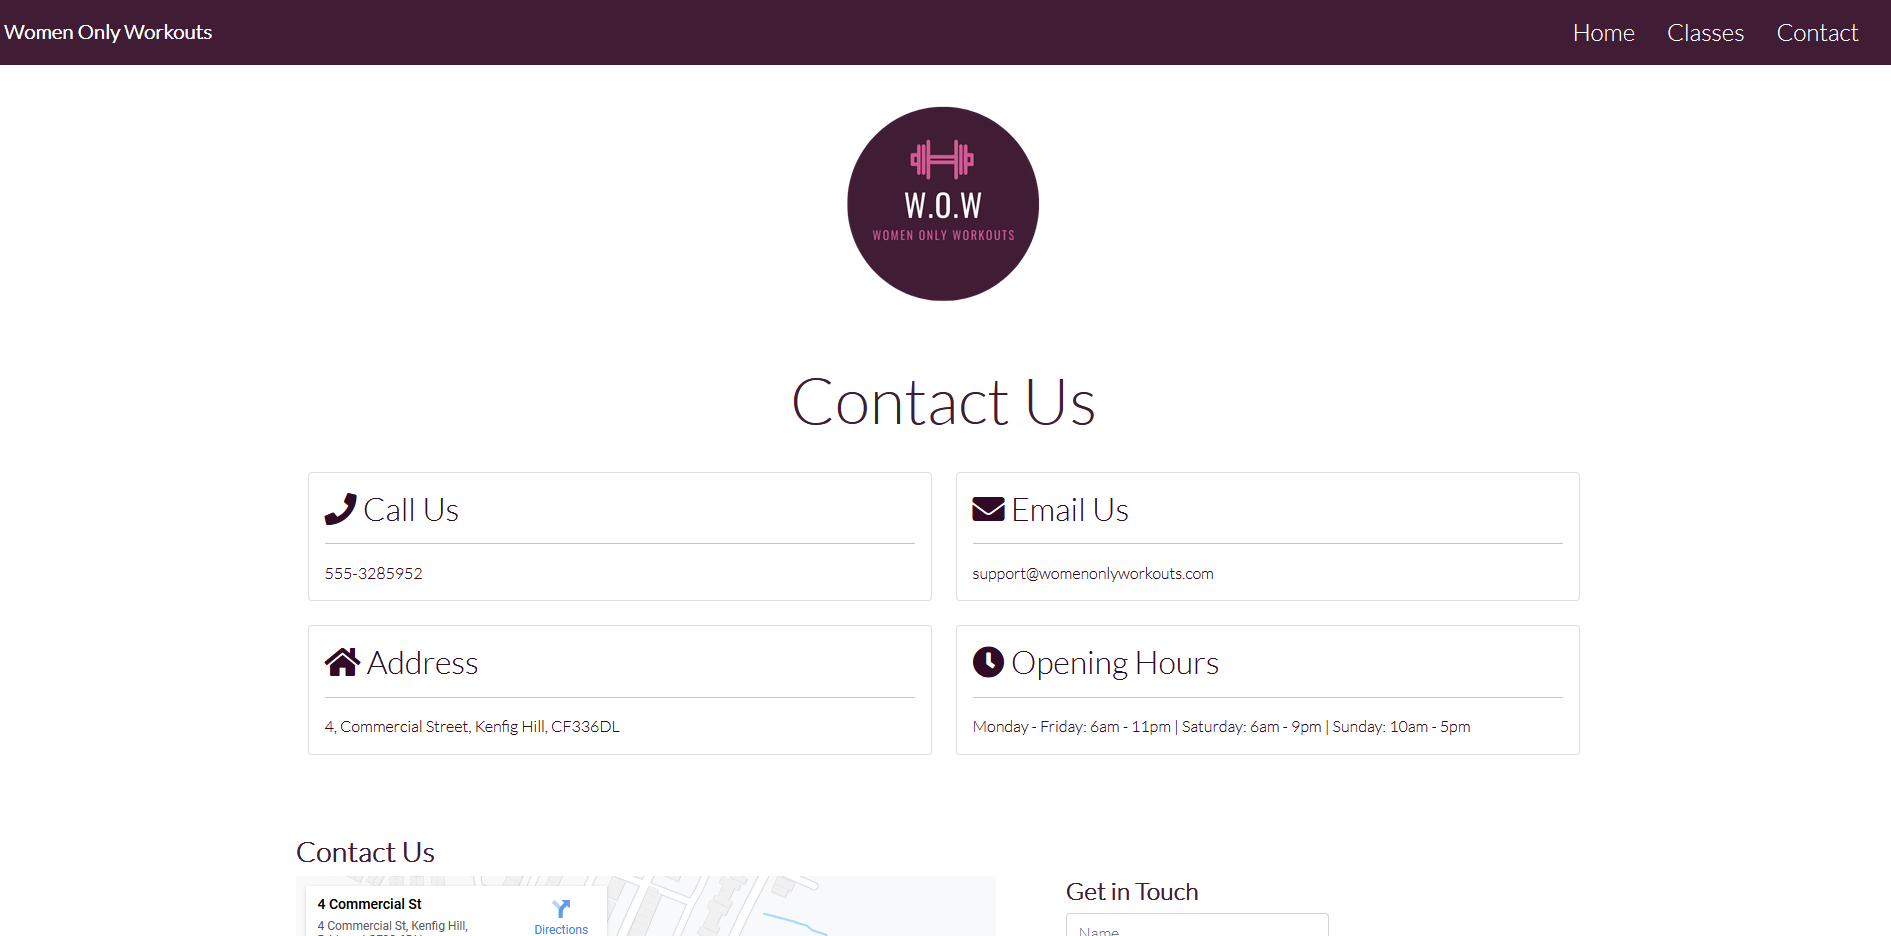 Women Only Workouts
Home Classes Contact
W.O.W
WOMEN ONLY WORKOUTS
Contact Us
Call Us
555-3285952
Email Us
support@womenonlyworkouts.com
Address
4, Commercial Street, Kenfig Hill, CF336DL
Opening Hours
Monday - Friday: 6am - 11pm | Saturday: 6am - 9pm | Sunday: 10am - 5pm
Contact Us
4 Commercial St
4 Commercial St, Kenfig Hill,
Directions
Get in Touch
Name